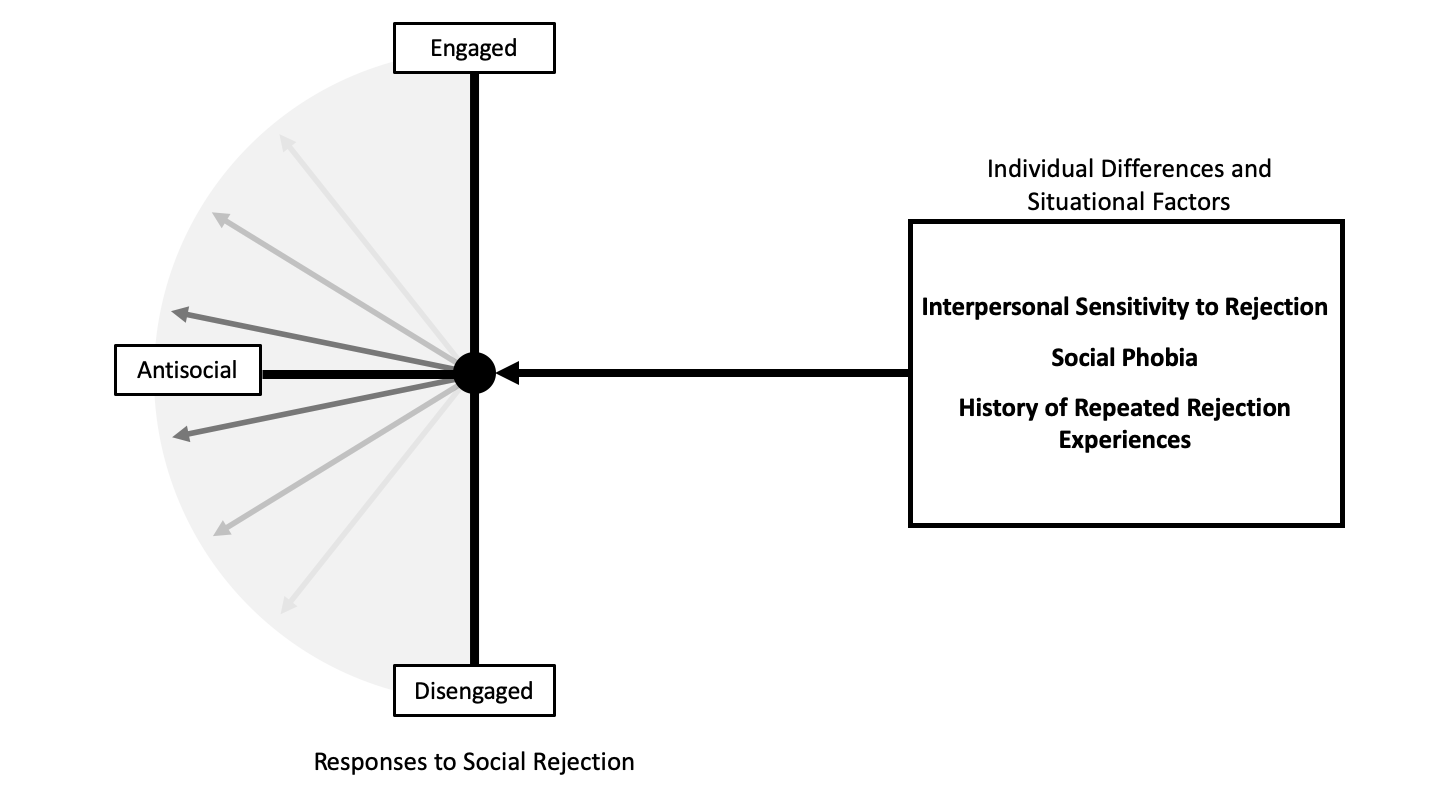 Engaged
Individual Differences and
Situational Factors
Interpersonal Sensitivity to Rejection
Social Phobia
Antisocial
History of Repeated Rejection
Experiences
Disengaged
Responses to Social Rejection